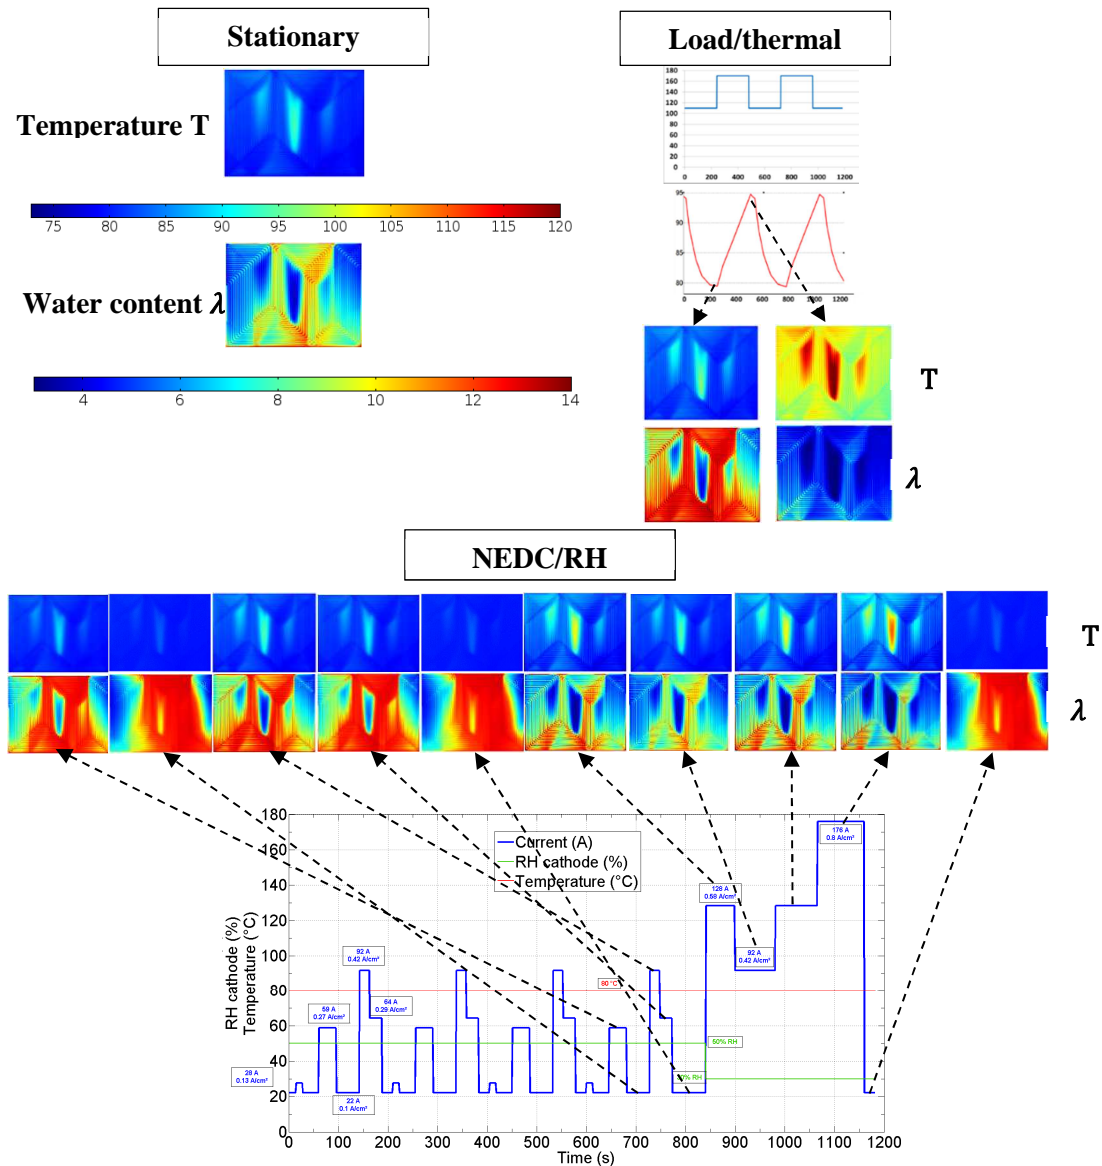 Stationary
Load/thermal
Temperature T
180
160
140
120
100
80
60
40
20
0
0 200 400 600 800 1000 1200
75 80 85 90 95 100 105 110 115 120
95
90
85
80
0 200 400 600 800 1000 1200
Water content λ
4 6 8 10 12 14
T
λ
NEDC/RH
T
λ
180
160
140
120
100
80
60
40
20
0
RH cathode (%)
Temperature (°C)
Current (A)
RH cathode (%)
Temperature (°C)
176 A
0.8 A/cm²
128 A
0.58 A/cm²
92 A
0.42 A/cm²
92 A
0.42 A/cm²
80 °C
64 A
0.29 A/cm²
59 A
0.27 A/cm²
50% RH
28 A
0.13 A/cm²
% RH
22 A
0.1 A/cm²
0 100 200 300 400 500 600 700 800 900 1000 1100 1200
Time (s)